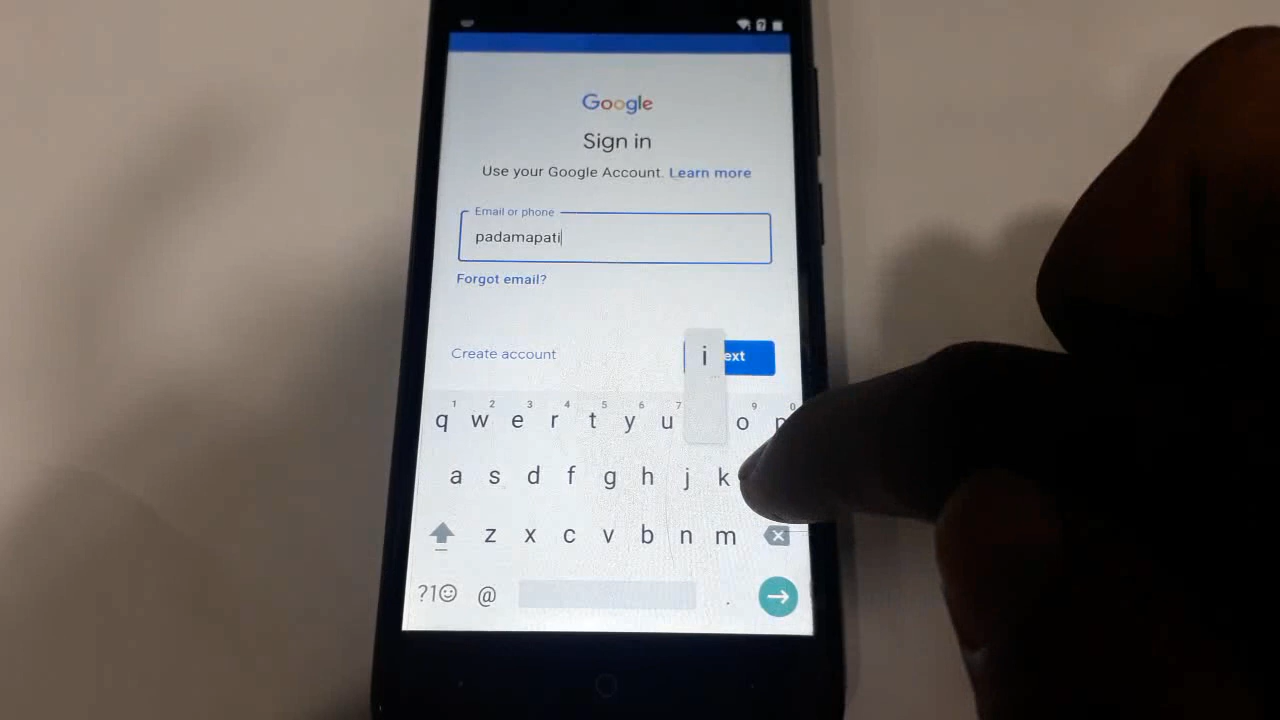 Google
Sign in
Use your Google Account. Learn more
Email or phone
padamapati
Forgot email?
Create account
i
ext
1 2 3 4 5 6 7 9 0
q w e r t y u o
a s d f g h j k
z x c v b n m
?1☺ @ .